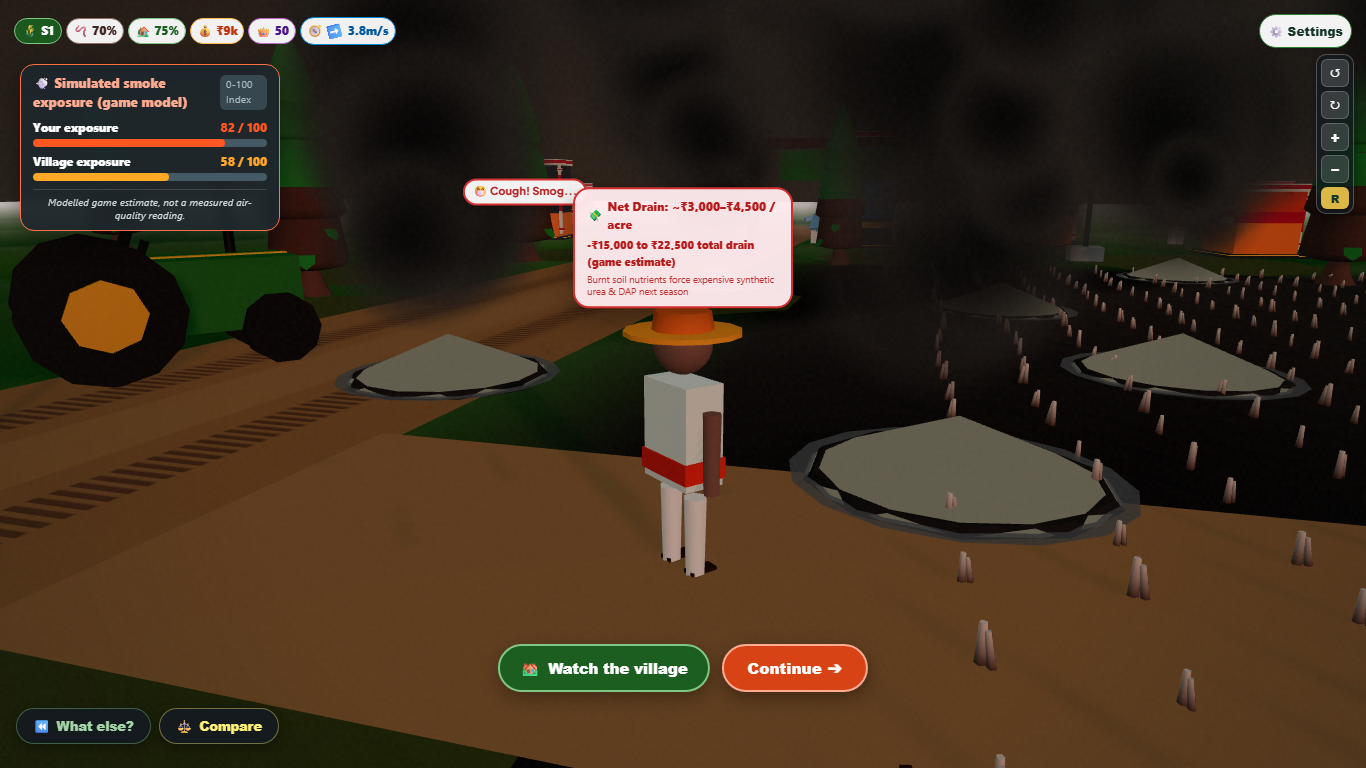 S1
70%
75%
₹9k
50
3.8m/s
Settings
Simulated smoke
exposure (game model)
0-100
Index
Your exposure
82 / 100
Village exposure
58 / 100
Modelled game estimate, not a measured air-
quality reading.
↺
↻
+
−
R
Cough! Smog...
Net Drain: ~₹3,000–₹4,500 /
acre
-₹15,000 to ₹22,500 total drain
(game estimate)
Burnt soil nutrients force expensive synthetic
urea & DAP next season
Watch the village
Continue ➔
What else?
Compare